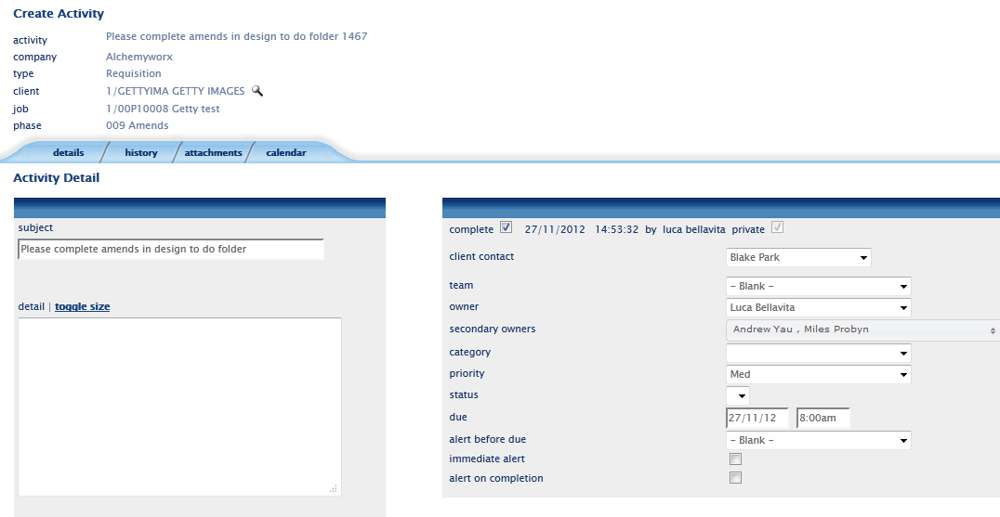 Create Activity
activity Please complete amends in design to do folder 1467
company Alchemyworx
type Requisition
client 1/GETTYIMA GETTY IMAGES
job 1/00P10008 Getty test
phase 009 Amends
details history attachments calendar
Activity Detail
subject
Please complete amends in design to do folder
detail | toggle size
complete 27/11/2012 14:53:32 by luca bellavita private
client contact Blake Park
team - Blank -
owner Luca Bellavita
secondary owners Andrew Yau , Miles Probyn
category
priority Med
status
due 27/11/12 8:00am
alert before due - Blank -
immediate alert
alert on completion